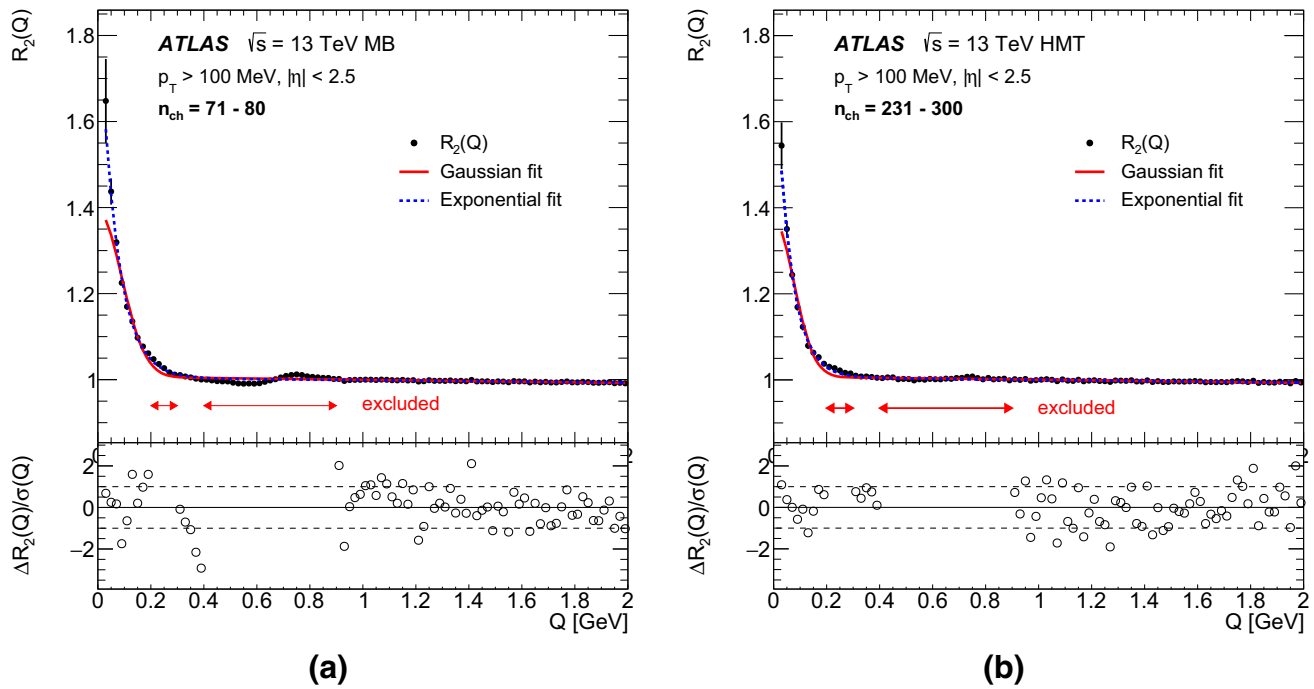 R₂(Q)
1.8
1.6
1.4
1.2
1
ATLAS √s = 13 TeV MB
p_T > 100 MeV, |η| < 2.5
n_ch = 71 - 80
R₂(Q)
Gaussian fit
Exponential fit
excluded
ΔR₂(Q)/σ(Q)
2
0
−2
0 0.2 0.4 0.6 0.8 1 1.2 1.4 1.6 1.8 2
Q [GeV]
(a)
R₂(Q)
1.8
1.6
1.4
1.2
1
ATLAS √s = 13 TeV HMT
p_T > 100 MeV, |η| < 2.5
n_ch = 231 - 300
R₂(Q)
Gaussian fit
Exponential fit
excluded
ΔR₂(Q)/σ(Q)
2
0
−2
0 0.2 0.4 0.6 0.8 1 1.2 1.4 1.6 1.8 2
Q [GeV]
(b)